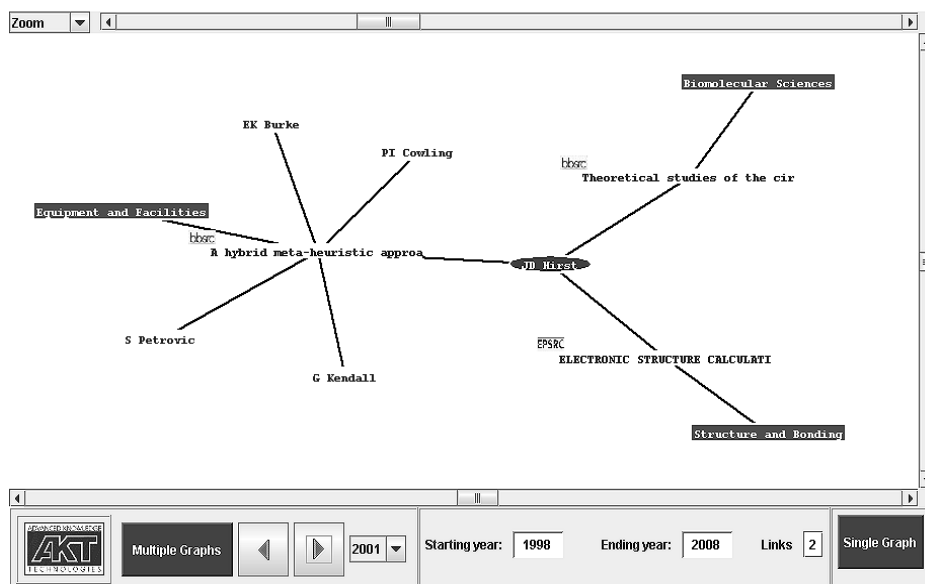 Zoom
Biomolecular Sciences
EK Burke
PI Cowling
bbsrc
Theoretical studies of the cir
Equipment and Facilities
bbsrc
A hybrid meta-heuristic approa
JD Hirst
S Petrovic
EPSRC
ELECTRONIC STRUCTURE CALCULATI
G Kendall
Structure and Bonding
ADVANCED KNOWLEDGE
AKT
TECHNOLOGIES
Multiple Graphs
2001
Starting year: 1998
Ending year: 2008
Links 2
Single Graph